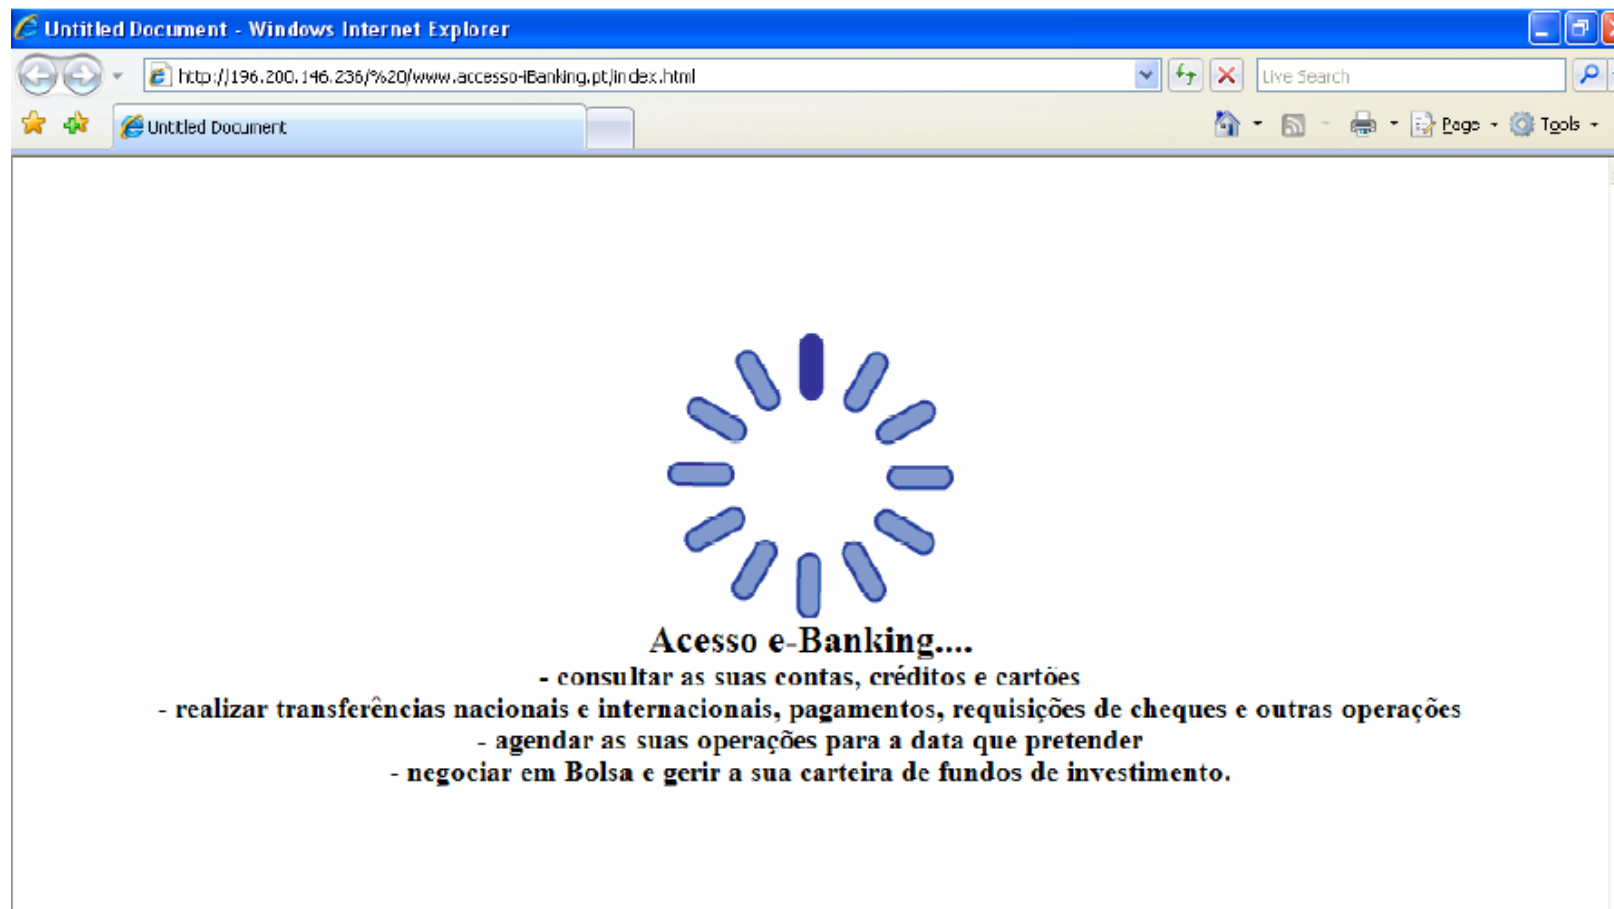 Untitled Document - Windows Internet Explorer
http://196.200.146.236/%20/www.accesso-iBanking.pt/index.html
Live Search
Untitled Document
Page
Tools
Acesso e-Banking....
- consultar as suas contas, créditos e cartões
- realizar transferências nacionais e internacionais, pagamentos, requisições de cheques e outras operações
- agendar as suas operações para a data que pretender
- negociar em Bolsa e gerir a sua carteira de fundos de investimento.